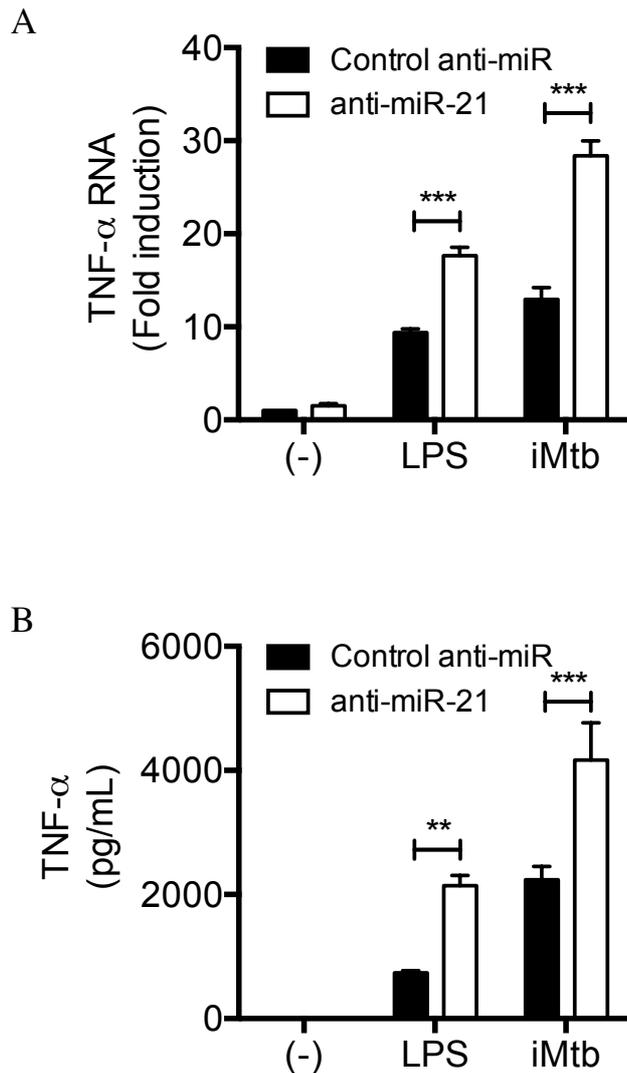 A
40
30
20
10
0
TNF-α RNA
(Fold induction)
Control anti-miR
anti-miR-21
***
***
(-)
LPS
iMtb
B
6000
4000
2000
0
TNF-α
(pg/mL)
Control anti-miR
anti-miR-21
**
***
(-)
LPS
iMtb